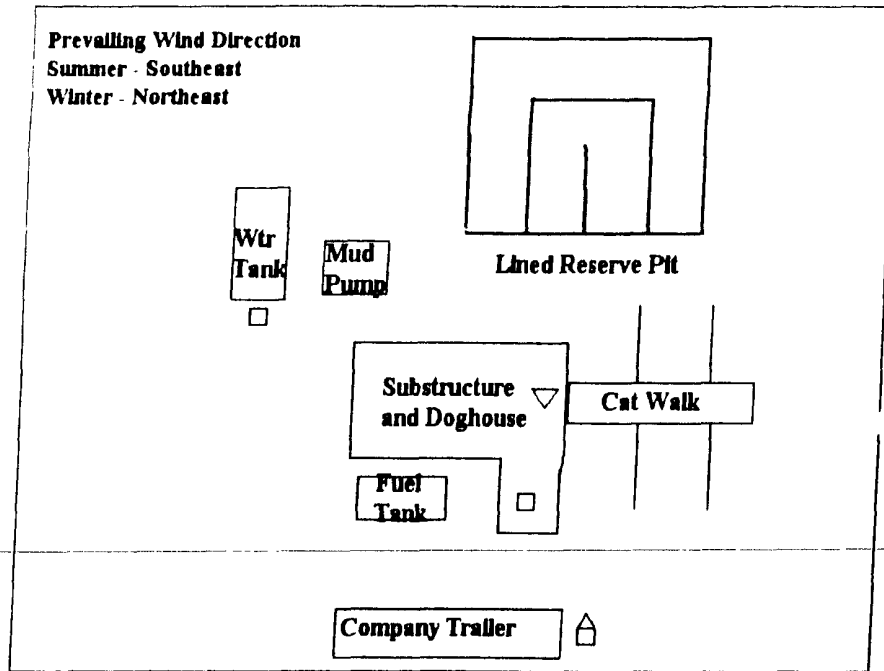 Prevailing Wind Direction
Summer - Southeast
Winter - Northeast
Wtr
Tank
Mud
Pump
Lined Reserve Pit
Substructure
and Doghouse
Cat Walk
Fuel
Tank
Company Trailer